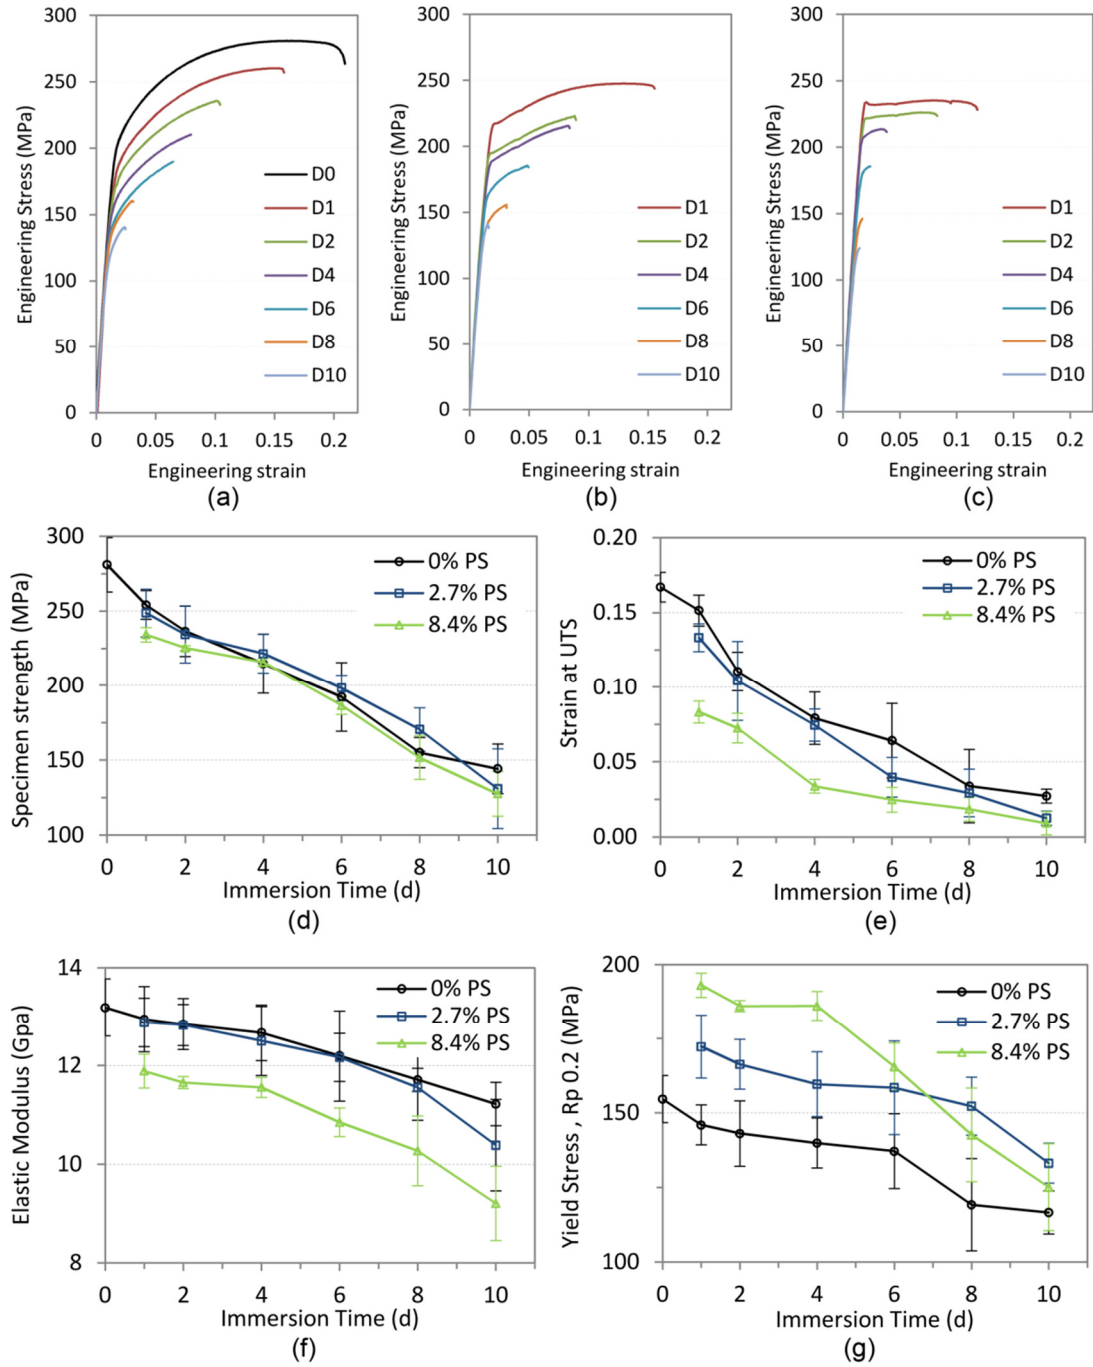 300
250
200
150
100
50
0
Engineering Stress (MPa)
D0
D1
D2
D4
D6
D8
D10
0 0.05 0.1 0.15 0.2
Engineering strain
(a)
300
250
200
150
100
50
0
Engineering Stress (MPa)
D1
D2
D4
D6
D8
D10
0 0.05 0.1 0.15 0.2
Engineering strain
(b)
300
250
200
150
100
50
0
Engineering Stress (MPa)
D1
D2
D4
D6
D8
D10
0 0.05 0.1 0.15 0.2
Engineering strain
(c)
300
250
200
150
100
Specimen strength (MPa)
0% PS
2.7% PS
8.4% PS
0 2 4 6 8 10
Immersion Time (d)
(d)
0.20
0.15
0.10
0.05
0.00
Strain at UTS
0% PS
2.7% PS
8.4% PS
0 2 4 6 8 10
Immersion Time (d)
(e)
14
12
10
8
Elastic Modulus (Gpa)
0% PS
2.7% PS
8.4% PS
0 2 4 6 8 10
Immersion Time (d)
(f)
200
150
100
Yield Stress , Rp 0.2 (MPa)
0% PS
2.7% PS
8.4% PS
0 2 4 6 8 10
Immersion Time (d)
(g)